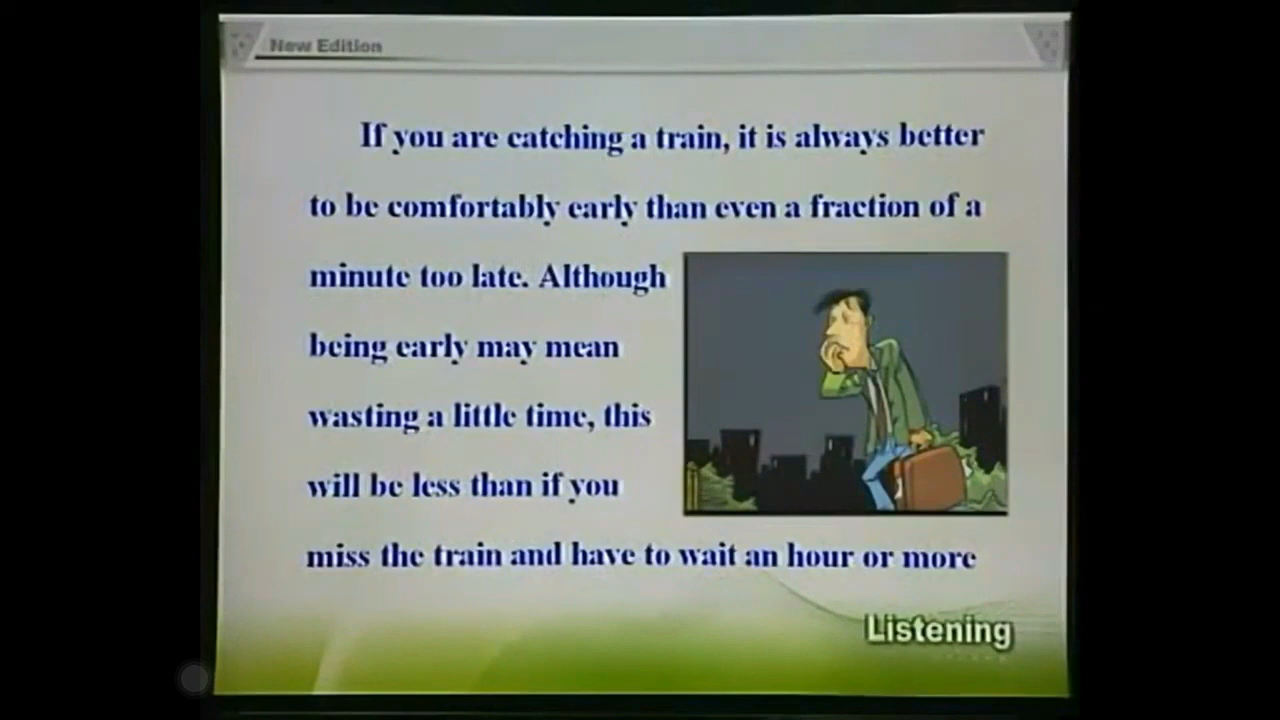 New Edition
If you are catching a train, it is always better
to be comfortably early than even a fraction of a
minute too late. Although
being early may mean
wasting a little time, this
will be less than if you
miss the train and have to wait an hour or more
Listening